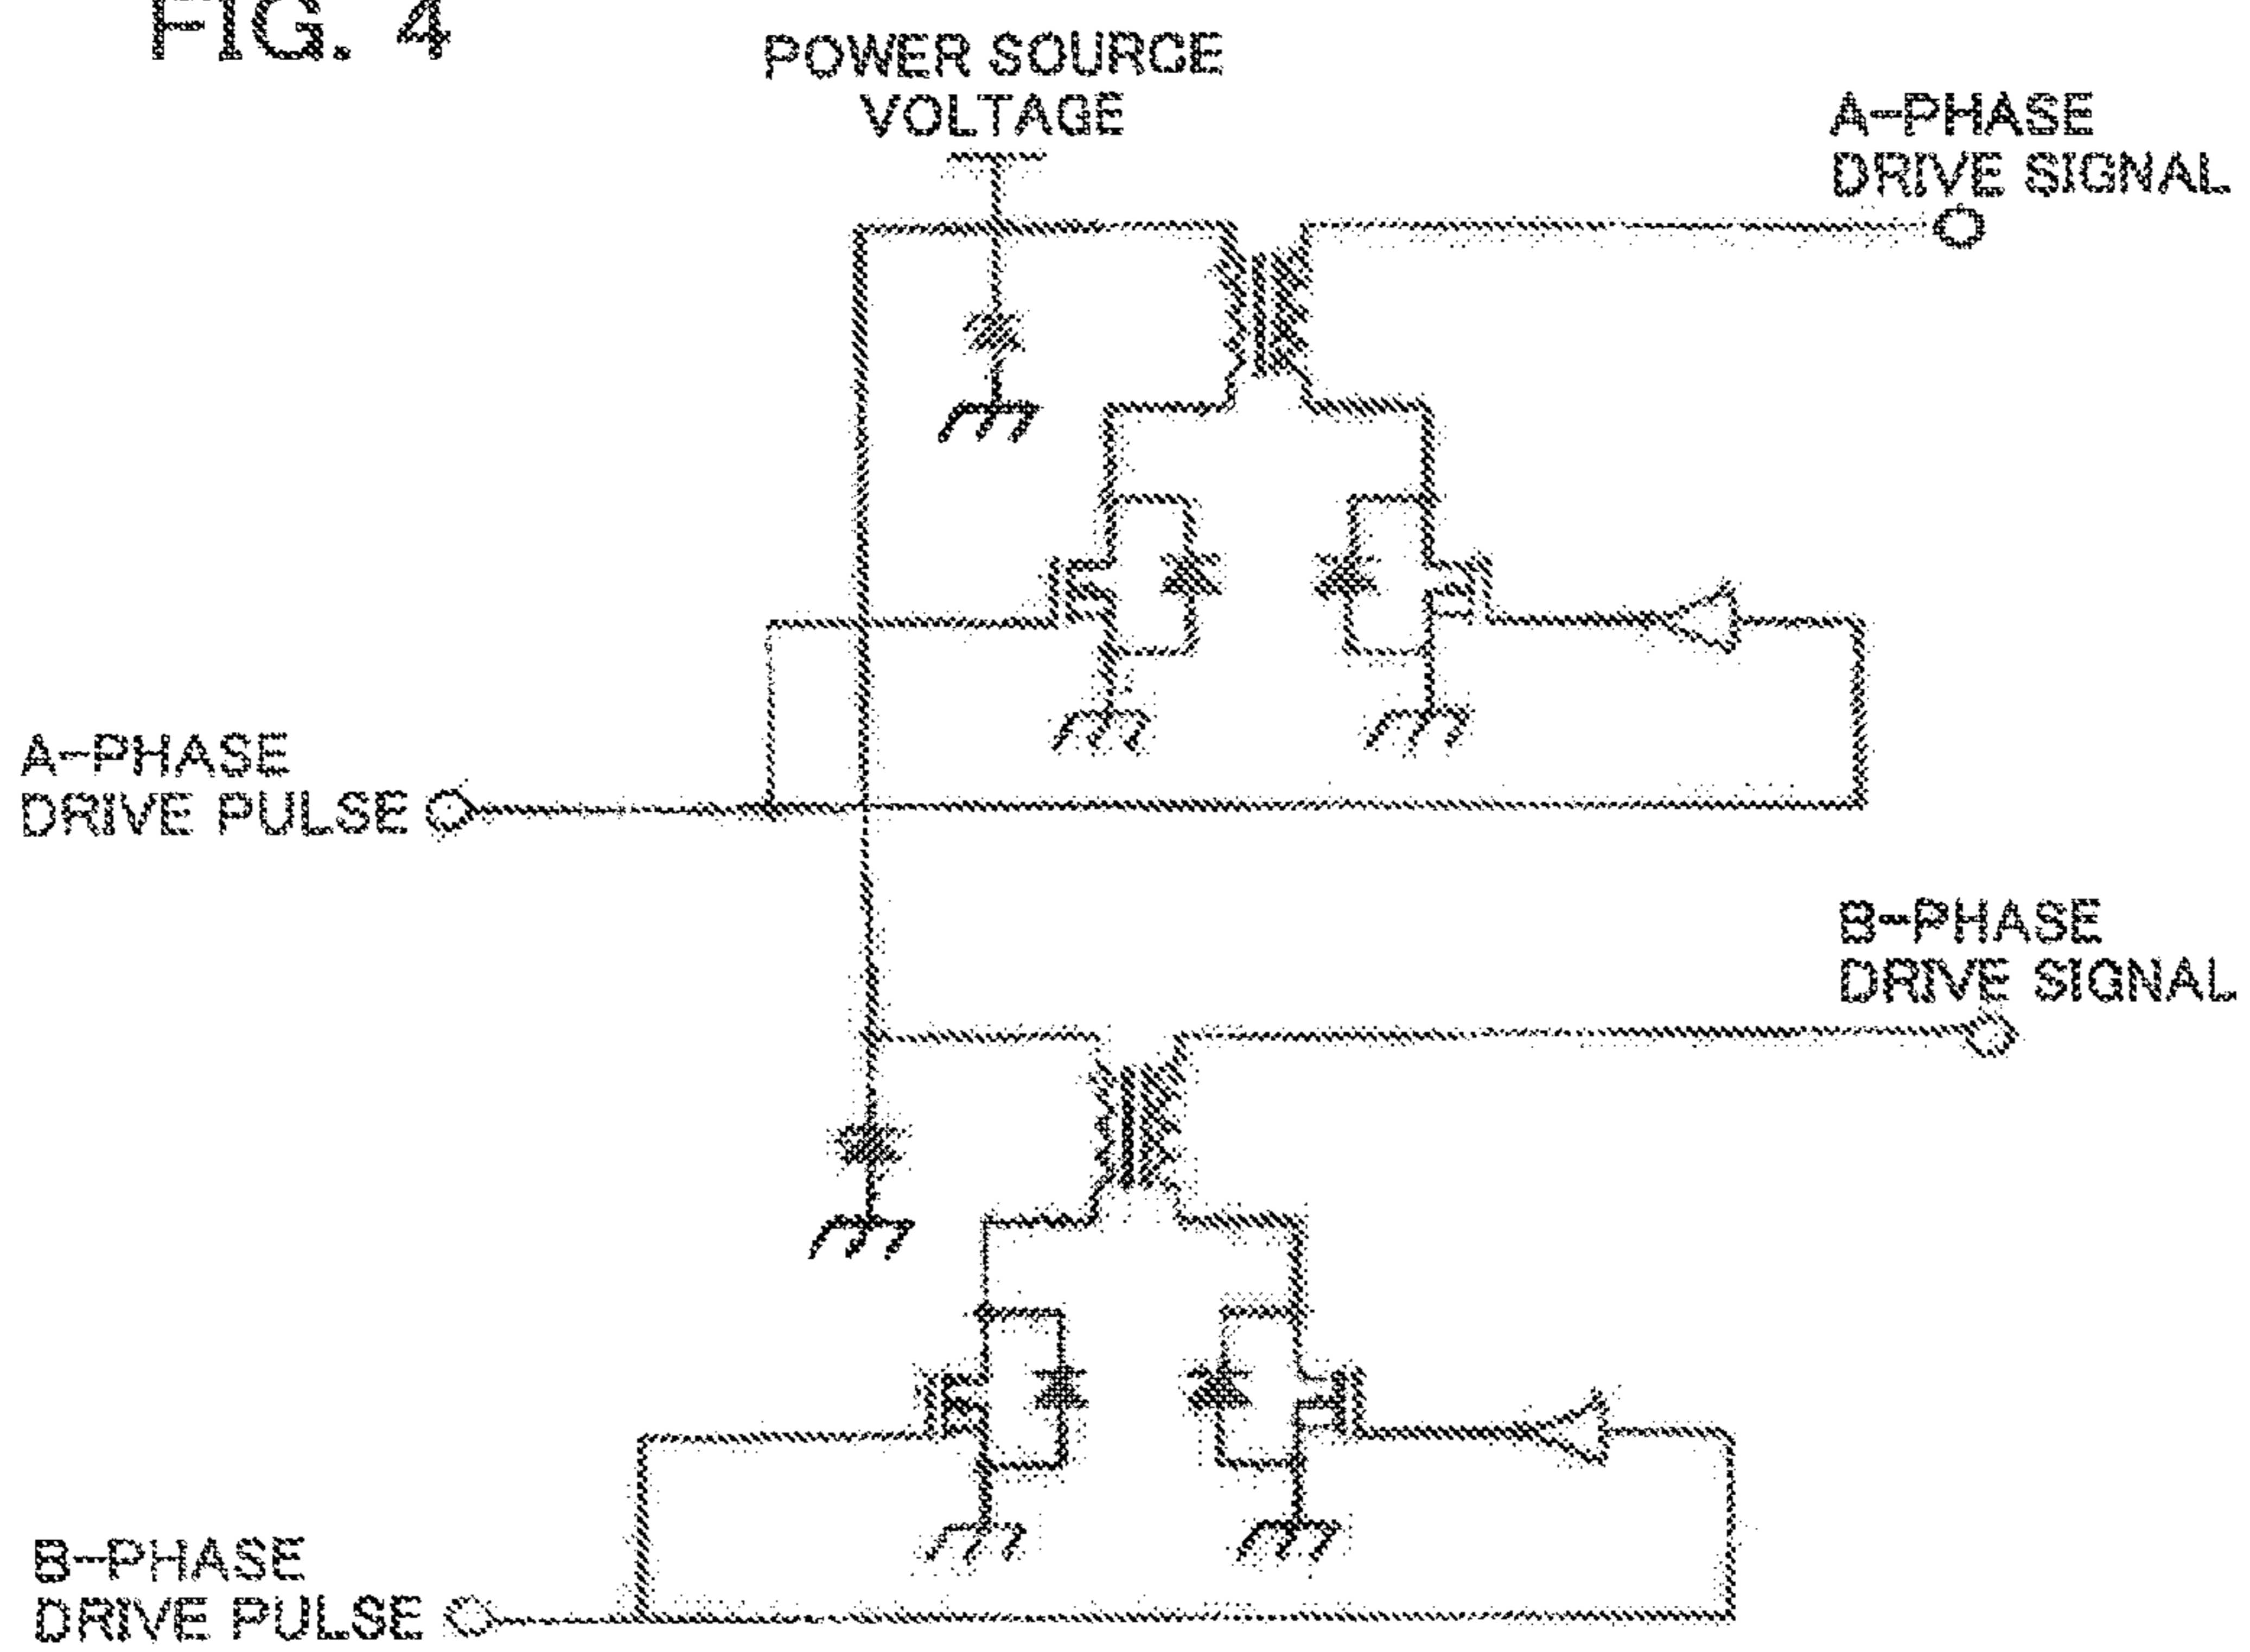 FIG. 4
POWER SOURCE
VOLTAGE
A-PHASE
DRIVE SIGNAL
A-PHASE
DRIVE PULSE
B-PHASE
DRIVE SIGNAL
B-PHASE
DRIVE PULSE